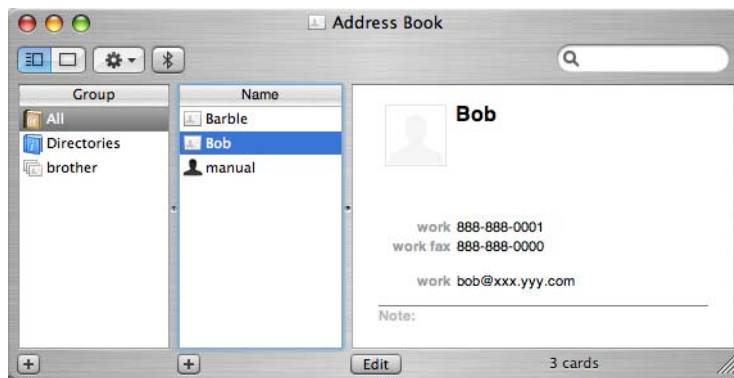 Address Book
Group
Name
All
Directories
brother
Barble
Bob
manual
Bob
work 888-888-0001
work fax 888-888-0000
work bob@xxx.yyy.com
Note:
Edit
3 cards